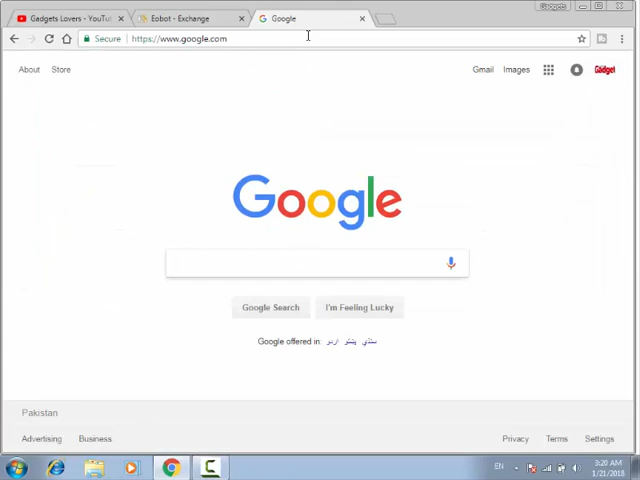 Gadgets
Gadgets Lovers - YouTu
Eobot - Exchange
Google
Secure
https://www.google.com
About
Store
Gmail
Images
Gadget
Google
Google Search
I'm Feeling Lucky
Google offered in: اردو پښتو سنڌي
Pakistan
Advertising
Business
Privacy
Terms
Settings
EN
3:20 AM
1/21/2018